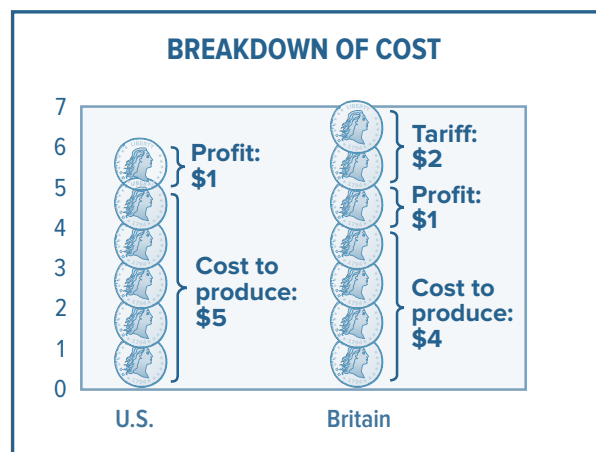 BREAKDOWN OF COST
7
6
5
4
3
2
1
0
Profit:
$1
Cost to
produce:
$5
Tariff:
$2
Profit:
$1
Cost to
produce:
$4
U.S.
Britain